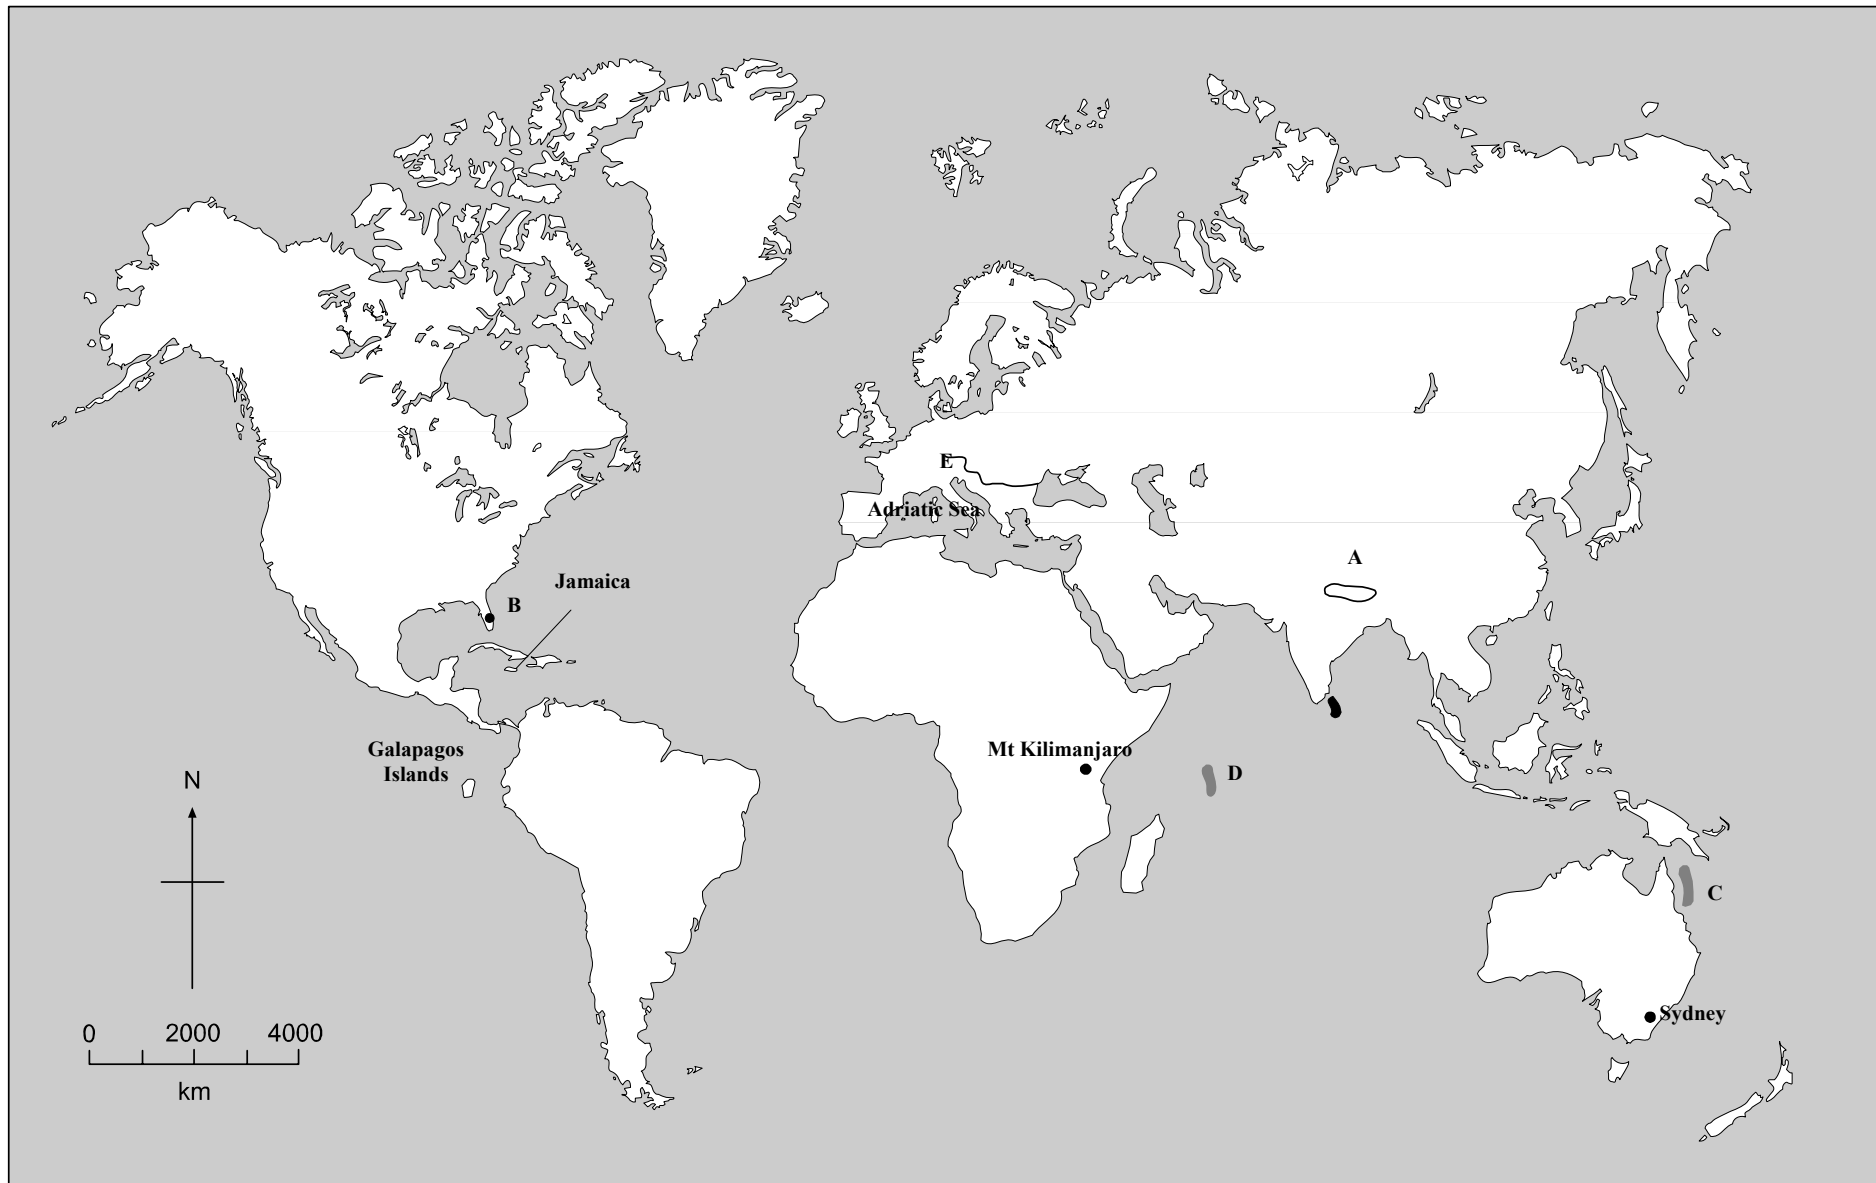 E
Adriatic Sea
A
Jamaica
B
Galapagos
Islands
Mt Kilimanjaro
D
N
C
Sydney
0 2000 4000
km